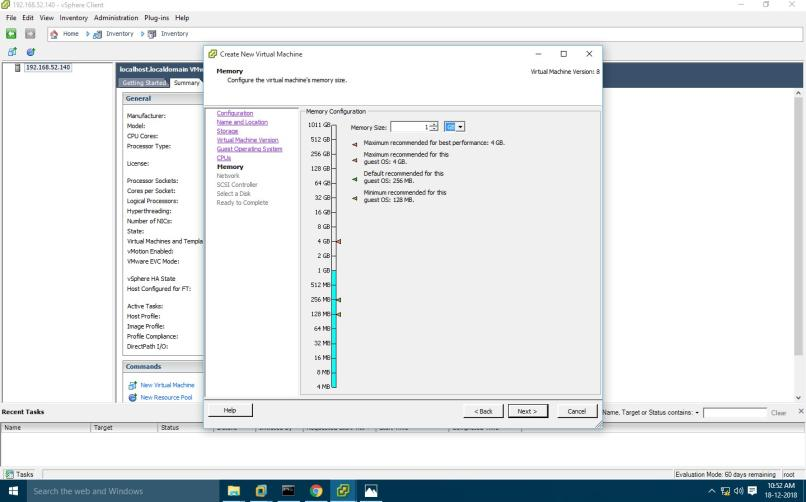 192.168.52.140 - vSphere Client
File Edit View Inventory Administration Plug-ins Help
Home Inventory Inventory
192.168.52.140
localhost.localdomain VMw
Getting Started Summary
General
Manufacturer:
Model:
CPU Cores:
Processor Type:
License:
Processor Sockets:
Cores per Socket:
Logical Processors:
Hyperthreading:
Number of NICs:
State:
Virtual Machines and Templa
vMotion Enabled:
VMware EVC Mode:
vSphere HA State
Host Configured for FT:
Active Tasks:
Host Profile:
Image Profile:
Profile Compliance:
DirectPath I/O:
Commands
New Virtual Machine
New Resource Pool
Create New Virtual Machine
Memory
Configure the virtual machine's memory size.
Virtual Machine Version: 8
Configuration
Name and Location
Storage
Virtual Machine Version
Guest Operating System
CPUs
Memory
Network
SCSI Controller
Select a Disk
Ready to Complete
Memory Configuration
1011 GB
512 GB
256 GB
128 GB
64 GB
32 GB
16 GB
8 GB
4 GB
2 GB
1 GB
512 MB
256 MB
128 MB
64 MB
32 MB
16 MB
8 MB
4 MB
Memory Size: 1 GB
Maximum recommended for best performance: 4 GB.
Maximum recommended for this
guest OS: 4 GB.
Default recommended for this
guest OS: 256 MB.
Minimum recommended for this
guest OS: 128 MB.
Help
< Back
Next >
Cancel
Recent Tasks
Name, Target or Status contains:
Clear
Name Target Status
Tasks
Evaluation Mode: 60 days remaining root
Search the web and Windows
10:52 AM
18-12-2018